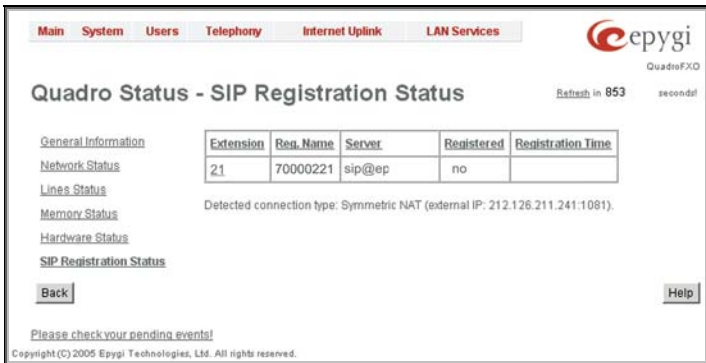 Main System Users Telephony Internet Uplink LAN Services
epygi
QuadroFXO
Quadro Status - SIP Registration Status
Refresh in 853 seconds!
General Information
Network Status
Lines Status
Memory Status
Hardware Status
SIP Registration Status
Extension Reg. Name Server Registered Registration Time
21 70000221 sip@ep no
Detected connection type: Symmetric NAT (external IP: 212.126.211.241:1081).
Back
Help
Please check your pending events!
Copyright (C) 2005 Epygi Technologies, Ltd. All rights reserved.